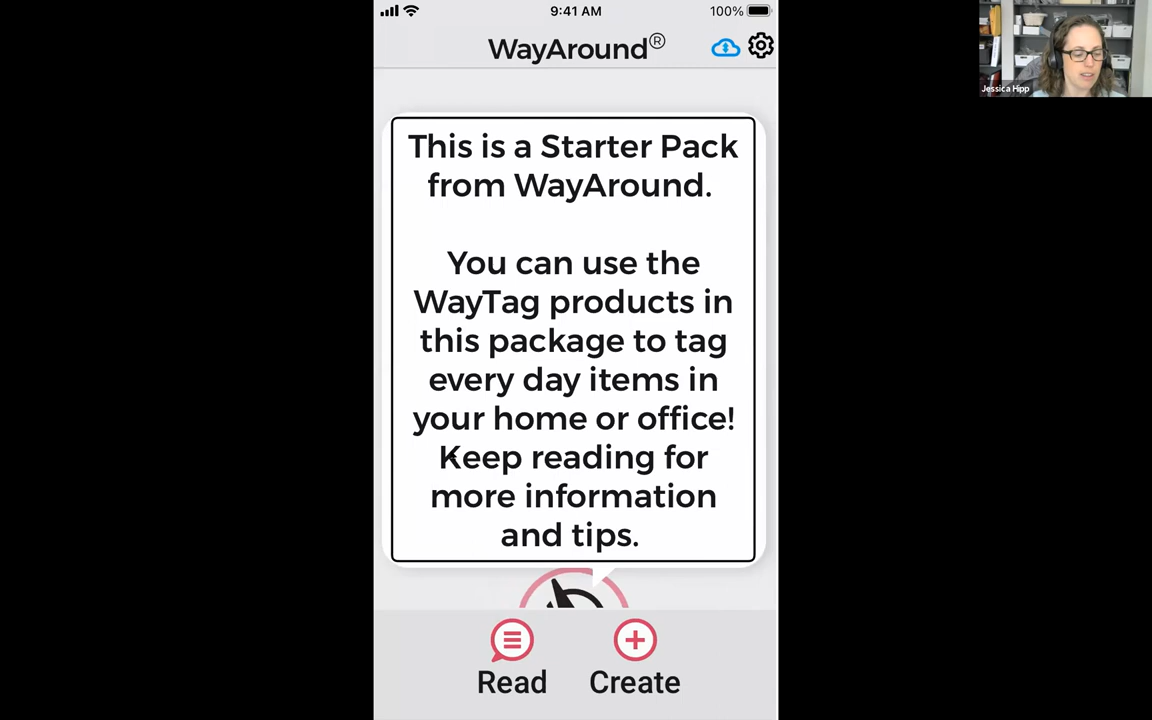 9:41 AM
100%
WayAround®
Jessica Hipp
This is a Starter Pack
from WayAround.
You can use the
WayTag products in
this package to tag
every day items in
your home or office!
Keep reading for
more information
and tips.
Read
Create